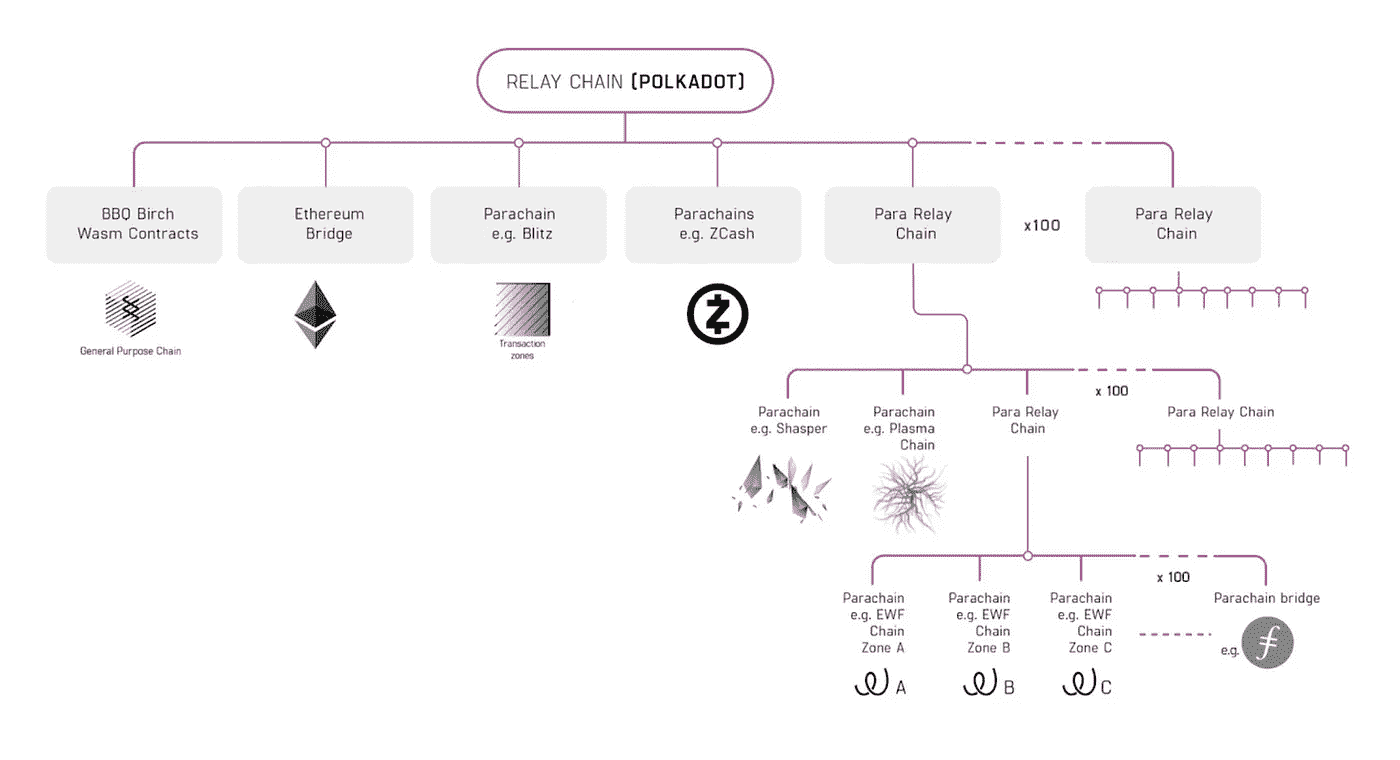 RELAY CHAIN (POLKADOT)
BBQ Birch
Wasm Contracts
Ethereum
Bridge
Parachain
e.g. Blitz
Parachains
e.g. ZCash
Para Relay
Chain
x100
Para Relay
Chain
General Purpose Chain
Transaction
zones
x 100
Parachain
e.g. Shasper
Parachain
e.g. Plasma
Chain
Para Relay
Chain
Para Relay Chain
x 100
Parachain
e.g. EWF
Chain
Zone A
A
Parachain
e.g. EWF
Chain
Zone B
B
Parachain
e.g. EWF
Chain
Zone C
C
Parachain bridge
e.g.